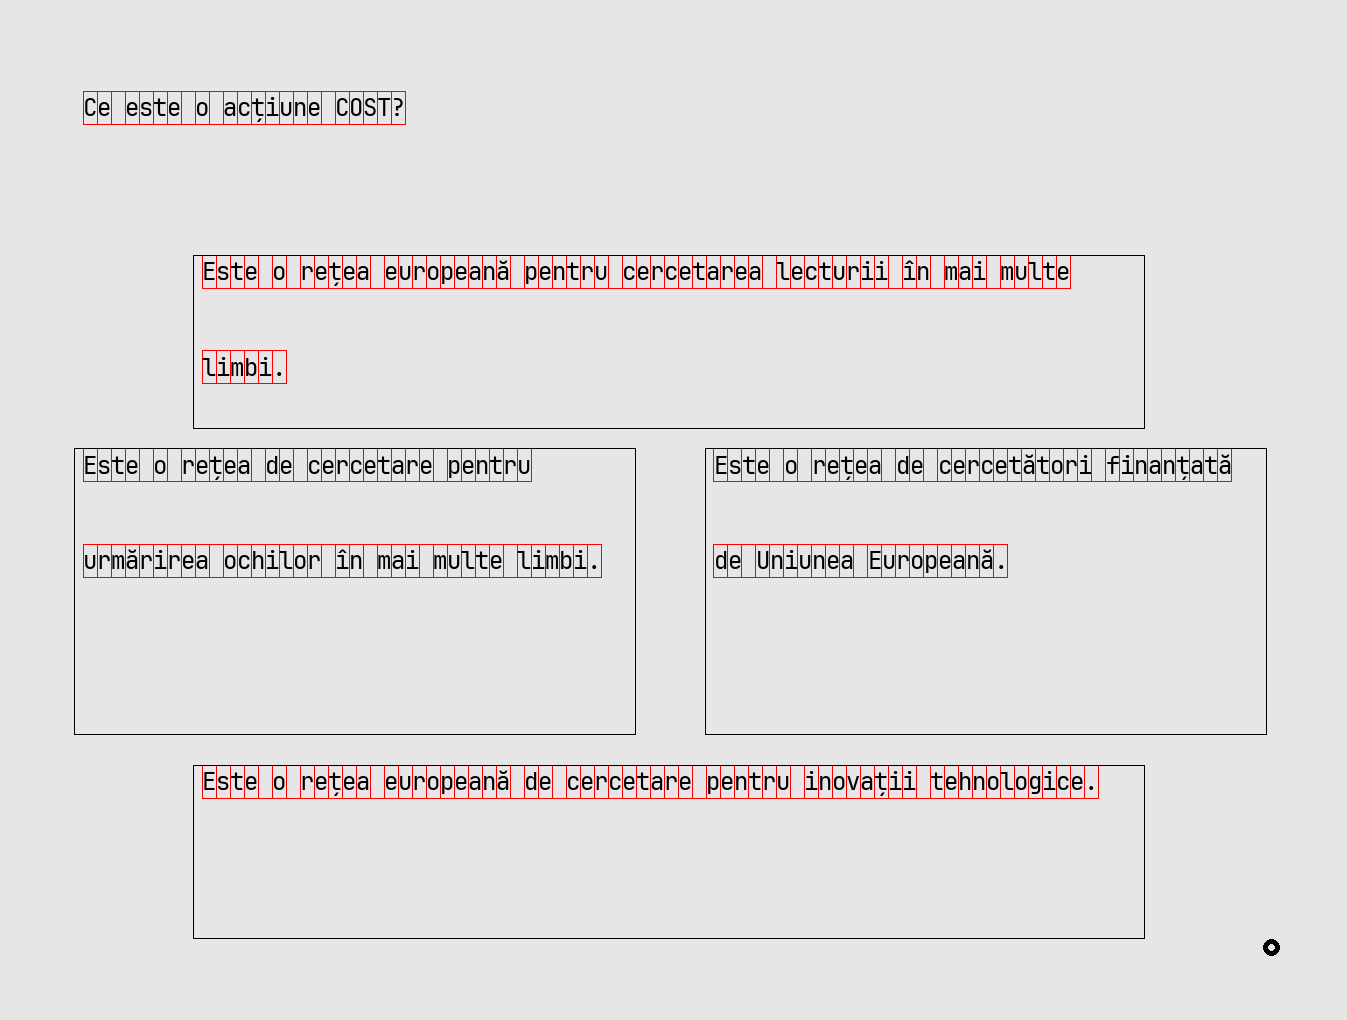 Ce este o acțiune COST?
Este o rețea europeană pentru cercetarea lecturii în mai multe
limbi.
Este o rețea de cercetare pentru
urmărirea ochilor în mai multe limbi.
Este o rețea de cercetători finanțată
de Uniunea Europeană.
Este o rețea europeană de cercetare pentru inovații tehnologice.